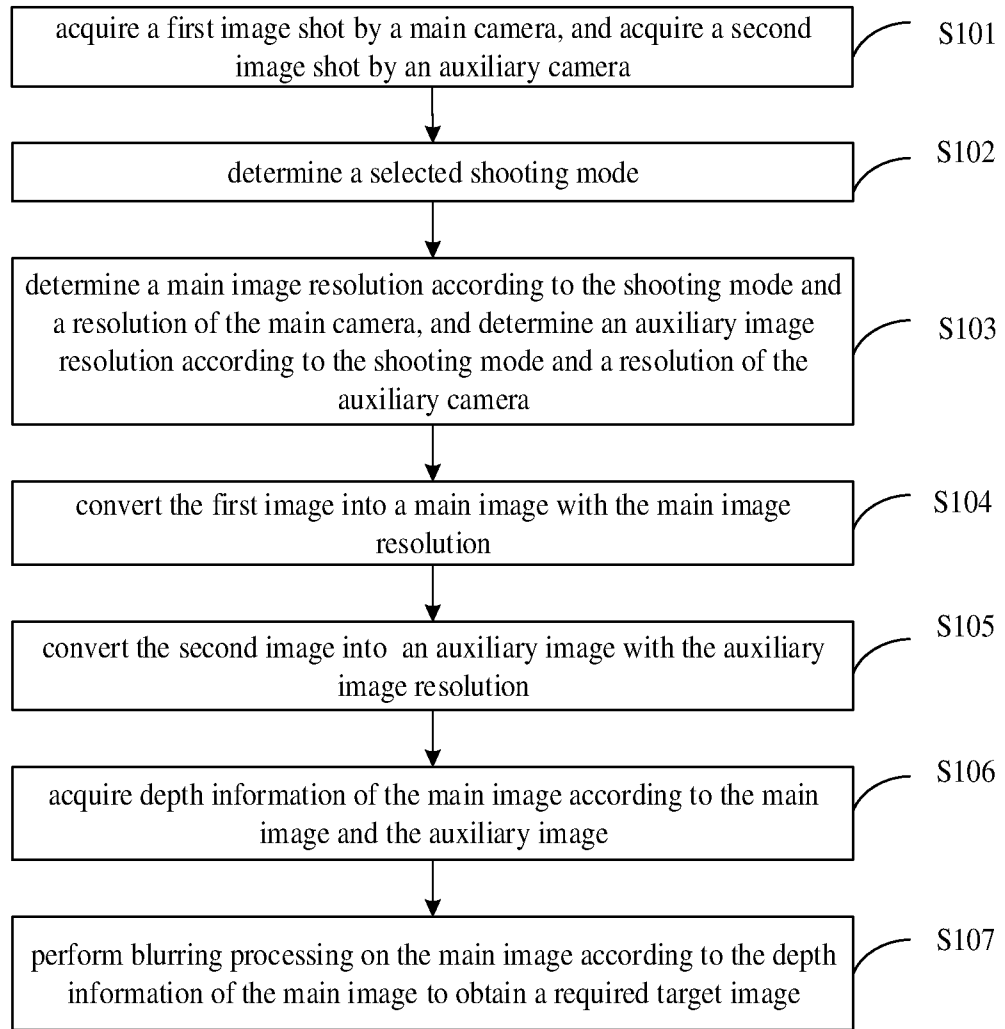 acquire a first image shot by a main camera, and acquire a second
image shot by an auxiliary camera
S101
determine a selected shooting mode
S102
determine a main image resolution according to the shooting mode and
a resolution of the main camera, and determine an auxiliary image
resolution according to the shooting mode and a resolution of the
auxiliary camera
S103
convert the first image into a main image with the main image
resolution
S104
convert the second image into an auxiliary image with the auxiliary
image resolution
S105
acquire depth information of the main image according to the main
image and the auxiliary image
S106
perform blurring processing on the main image according to the depth
information of the main image to obtain a required target image
S107